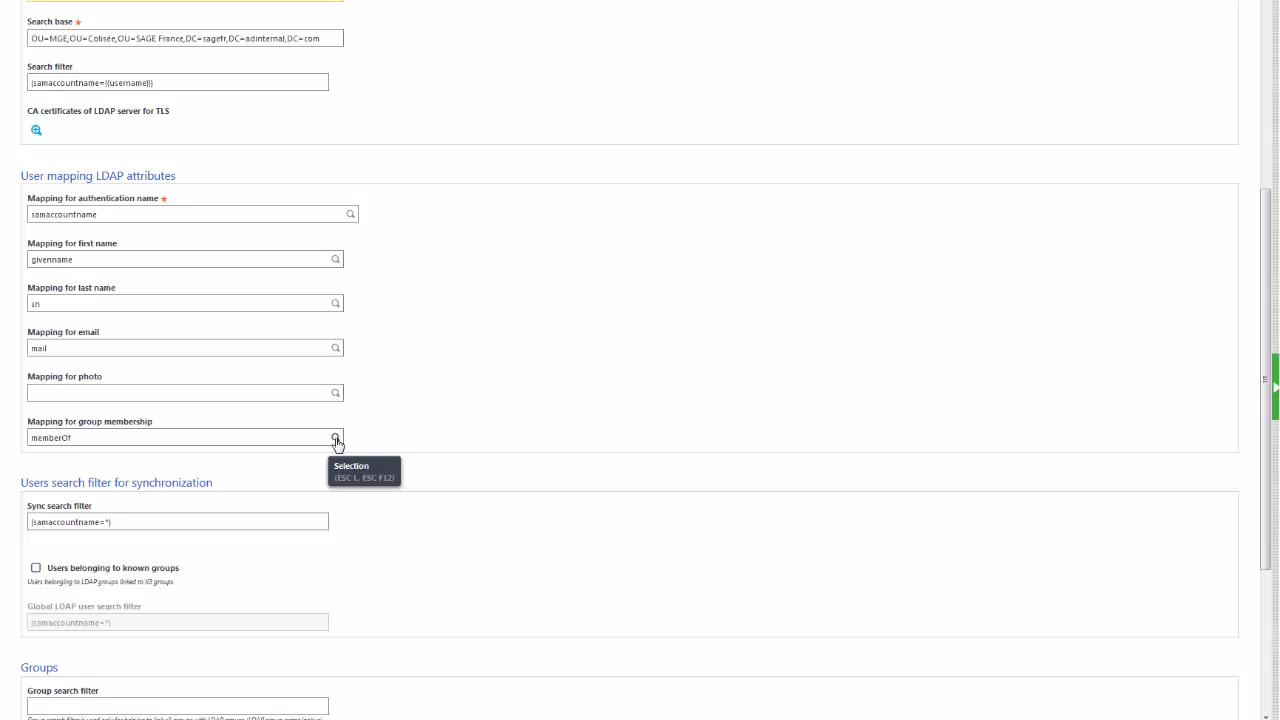 Search base *
OU=MGE,OU=Colisée,OU=SAGE France,DC=sagefr,DC=adinternal,DC=com
Search filter
(samaccountname={{username}})
CA certificates of LDAP server for TLS
User mapping LDAP attributes
Mapping for authentication name *
samaccountname
Mapping for first name
givenname
Mapping for last name
sn
Mapping for email
mail
Mapping for photo
Mapping for group membership
memberOf
Selection
(ESC L, ESC F12)
Users search filter for synchronization
Sync search filter
(samaccountname=*)
Users belonging to known groups
Users belonging to LDAP groups linked to X3 groups
Global LDAP user search filter
(samaccountname=*)
Groups
Group search filter